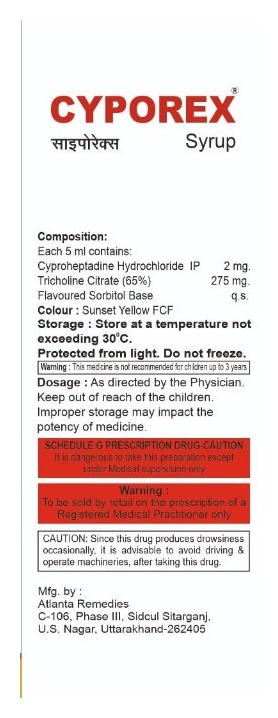 CYPOREX®
साइपोरेक्स Syrup
Composition:
Each 5 ml contains:
Cyproheptadine Hydrochloride IP 2 mg.
Tricholine Citrate (65%) 275 mg.
Flavoured Sorbitol Base q.s.
Colour : Sunset Yellow FCF
Storage : Store at a temperature not
exceeding 30°C.
Protected from light. Do not freeze.
Warning : This medicine is not recommended for children up to 3 years
Dosage : As directed by the Physician.
Keep out of reach of the children.
Improper storage may impact the
potency of medicine.
SCHEDULE G PRESCRIPTION DRUG-CAUTION
It is dangerous to take this preparation except
under Medical supervision only
Warning :
To be sold by retail on the prescription of a
Registered Medical Practitioner only
CAUTION: Since this drug produces drowsiness
occasionally, it is advisable to avoid driving &
operate machineries, after taking this drug.
Mfg. by :
Atlanta Remedies
C-106, Phase III, Sidcul Sitarganj,
U.S. Nagar, Uttarakhand-262405